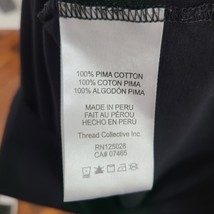 100% PIMA COTTON
100% COTON PIMA
100% ALGODÓN PIMA
MADE IN PERU
FAIT AU PÉROU
HECHO EN PERÚ
Thread Collective Inc.
RN125028
CA# 07465